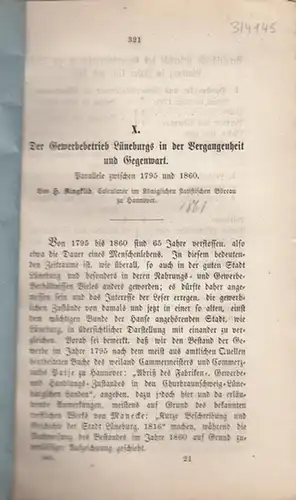 314145
321
X.
Der Gewerbebetrieb Lüneburgs in der Vergangenheit
und Gegenwart.
Parallele zwischen 1795 und 1860.
Von H. Ringklib, Calculator im Königlichen statistischen Büreau
zu Hannover.
1861
Von 1795 bis 1860 sind 65 Jahre verflossen, also
etwa die Dauer eines Menschenlebens. In diesem bedeuten-
den Zeitraume ist, wie überall, so auch in der guten Stadt
Lüneburg und besonders in deren Nahrungs- und Gewerbe-
Verhältnissen Vieles anders geworden; es dürfte daher ange-
messen sein und das Interesse der Leser erregen, die gewerb-
lichen Zustände von damals und jetzt in einer so alten, einst
dem mächtigen Bunde der Hanse angehörenden Stadt, wie
Lüneburg, in übersichtlicher Darstellung mit einander zu ver-
gleichen. Vorab sei bemerkt, daß wir den Bestand der Ge-
werbe im Jahre 1795 nach dem meist aus amtlichen Quellen
bearbeiteten Buche des weiland Cammermeisters und Commerz-
raths Patje zu Hannover: „Abriß des Fabriken-, Gewerbe-
und Handlungs-Zustandes in den Churbraunschweig-Lüne-
burgischen Landen“, angeben, dazu jedoch hier und da erläu-
ternde Anmerkungen, meistens auf Grund des bekannten
trefflichen Werks von Manecke: „Kurze Beschreibung und
Geschichte der Stadt Lüneburg. 1816“ machen, während die
Nachweisung des Bestandes im Jahre 1860 auf Grund zu-
verlässiger Aufzeichnung geschieht.
21